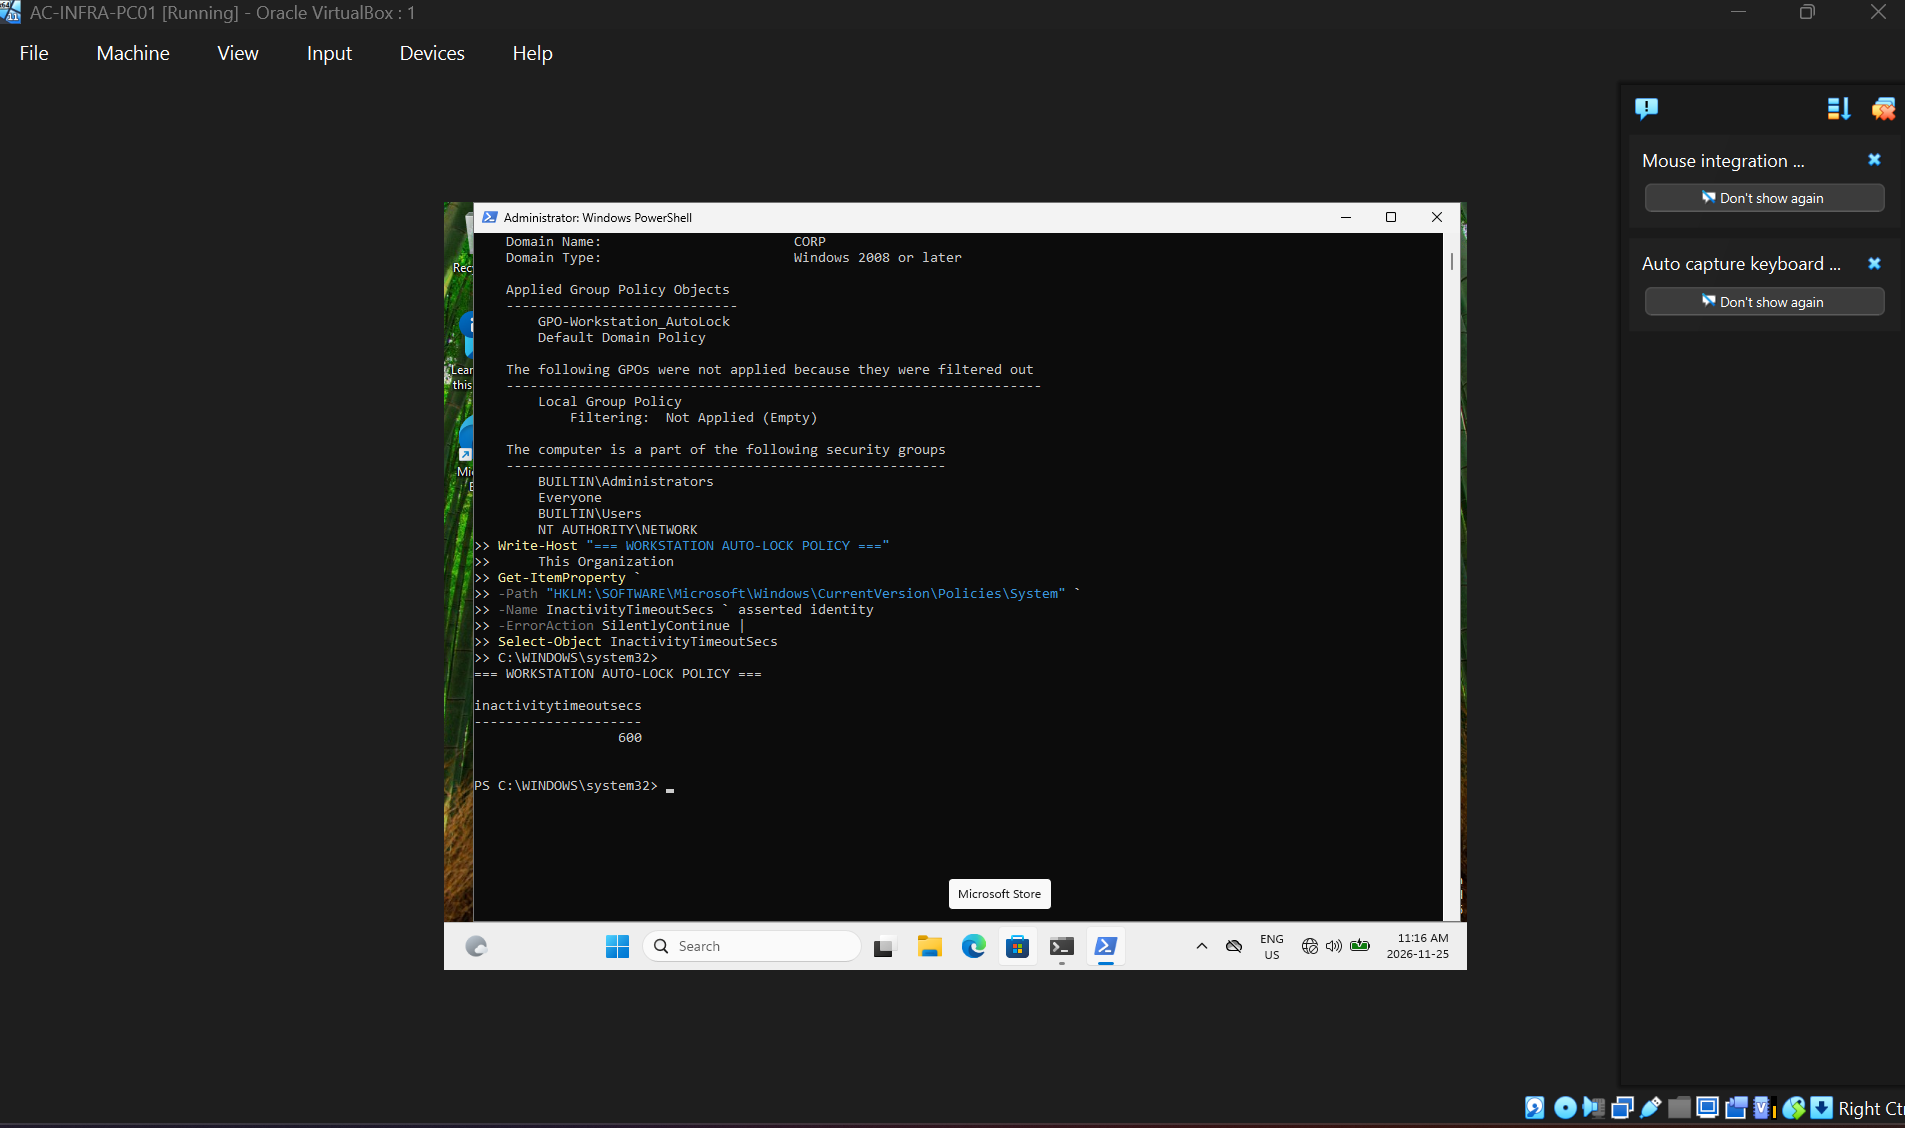 AC-INFRA-PC01 [Running] - Oracle VirtualBox : 1
File Machine View Input Devices Help
Mouse integration ...
Don't show again
Auto capture keyboard ...
Don't show again
Administrator: Windows PowerShell
Domain Name: CORP
Domain Type: Windows 2008 or later
Applied Group Policy Objects
-----------------------------
GPO-Workstation_AutoLock
Default Domain Policy
The following GPOs were not applied because they were filtered out
-------------------------------------------------------------------
Local Group Policy
Filtering: Not Applied (Empty)
The computer is a part of the following security groups
-------------------------------------------------------
BUILTIN\Administrators
Everyone
BUILTIN\Users
NT AUTHORITY\NETWORK
>> Write-Host "=== WORKSTATION AUTO-LOCK POLICY ==="
>> This Organization
>> Get-ItemProperty `
>> -Path "HKLM:\SOFTWARE\Microsoft\Windows\CurrentVersion\Policies\System" `
>> -Name InactivityTimeoutSecs ` asserted identity
>> -ErrorAction SilentlyContinue |
>> Select-Object InactivityTimeoutSecs
>> C:\WINDOWS\system32>
=== WORKSTATION AUTO-LOCK POLICY ===
inactivitytimeoutsecs
---------------------
600
PS C:\WINDOWS\system32>
Rec
Lear
this
Mi
E
Microsoft Store
Search
ENG
US
11:16 AM
2026-11-25
Right Ct